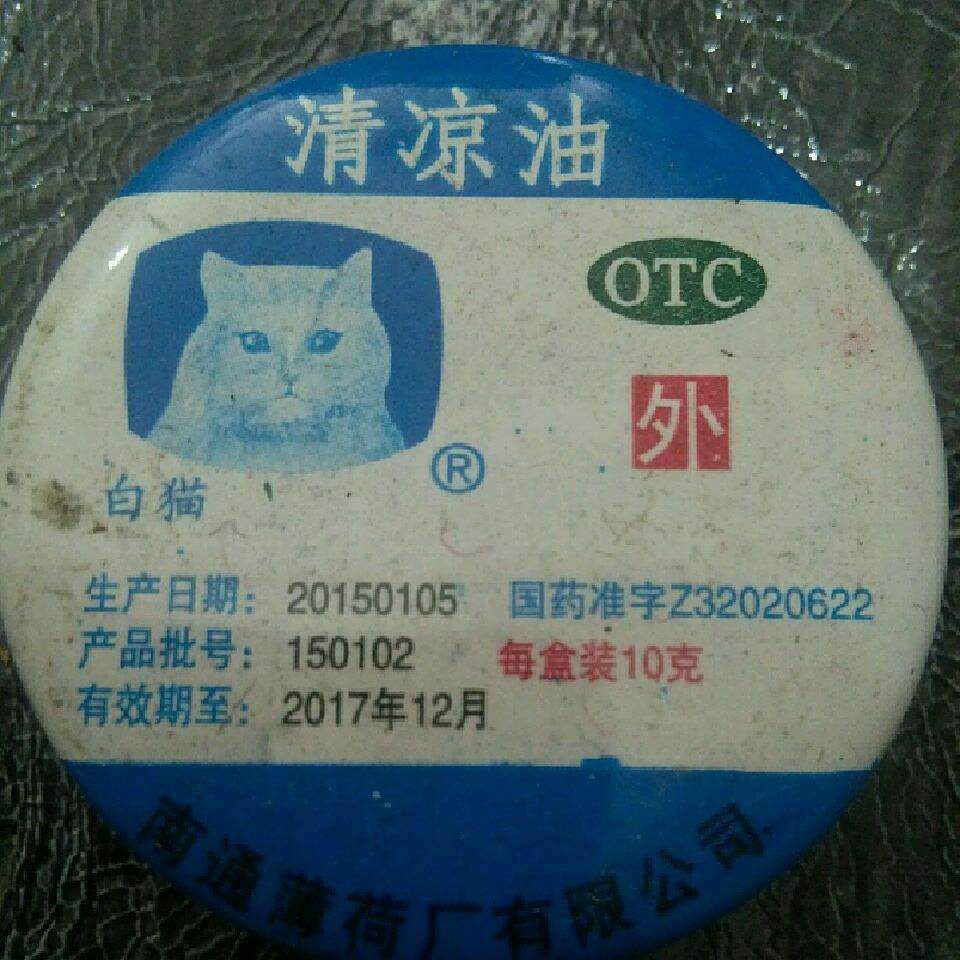 清凉油
OTC
外
®
白猫
生产日期：20150105 国药准字Z32020622
产品批号：150102 每盒装10克
有效期至：2017年12月
南通薄荷厂有限公司